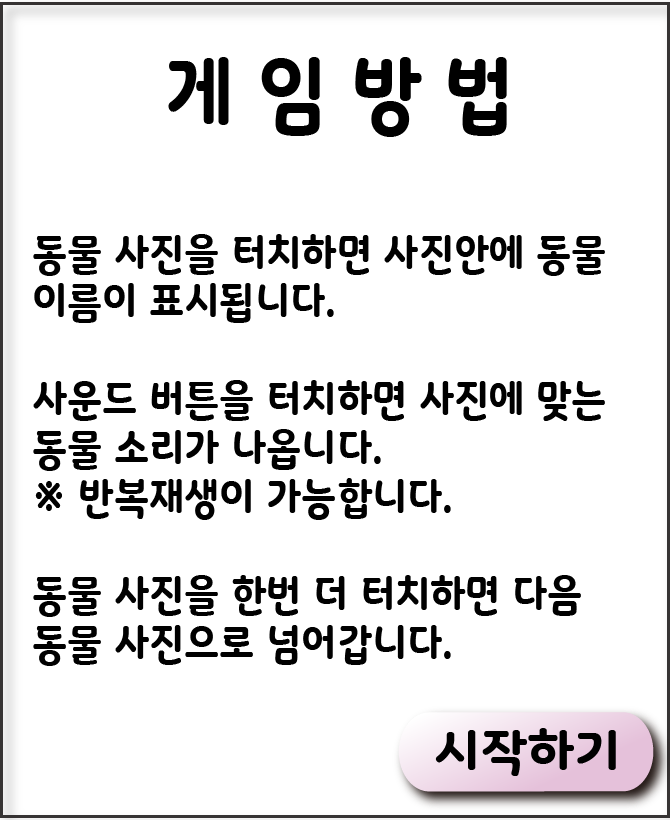 게임방법
동물 사진을 터치하면 사진안에 동물
이름이 표시됩니다.
사운드 버튼을 터치하면 사진에 맞는
동물 소리가 나옵니다.
※ 반복재생이 가능합니다.
동물 사진을 한번 더 터치하면 다음
동물 사진으로 넘어갑니다.
시작하기